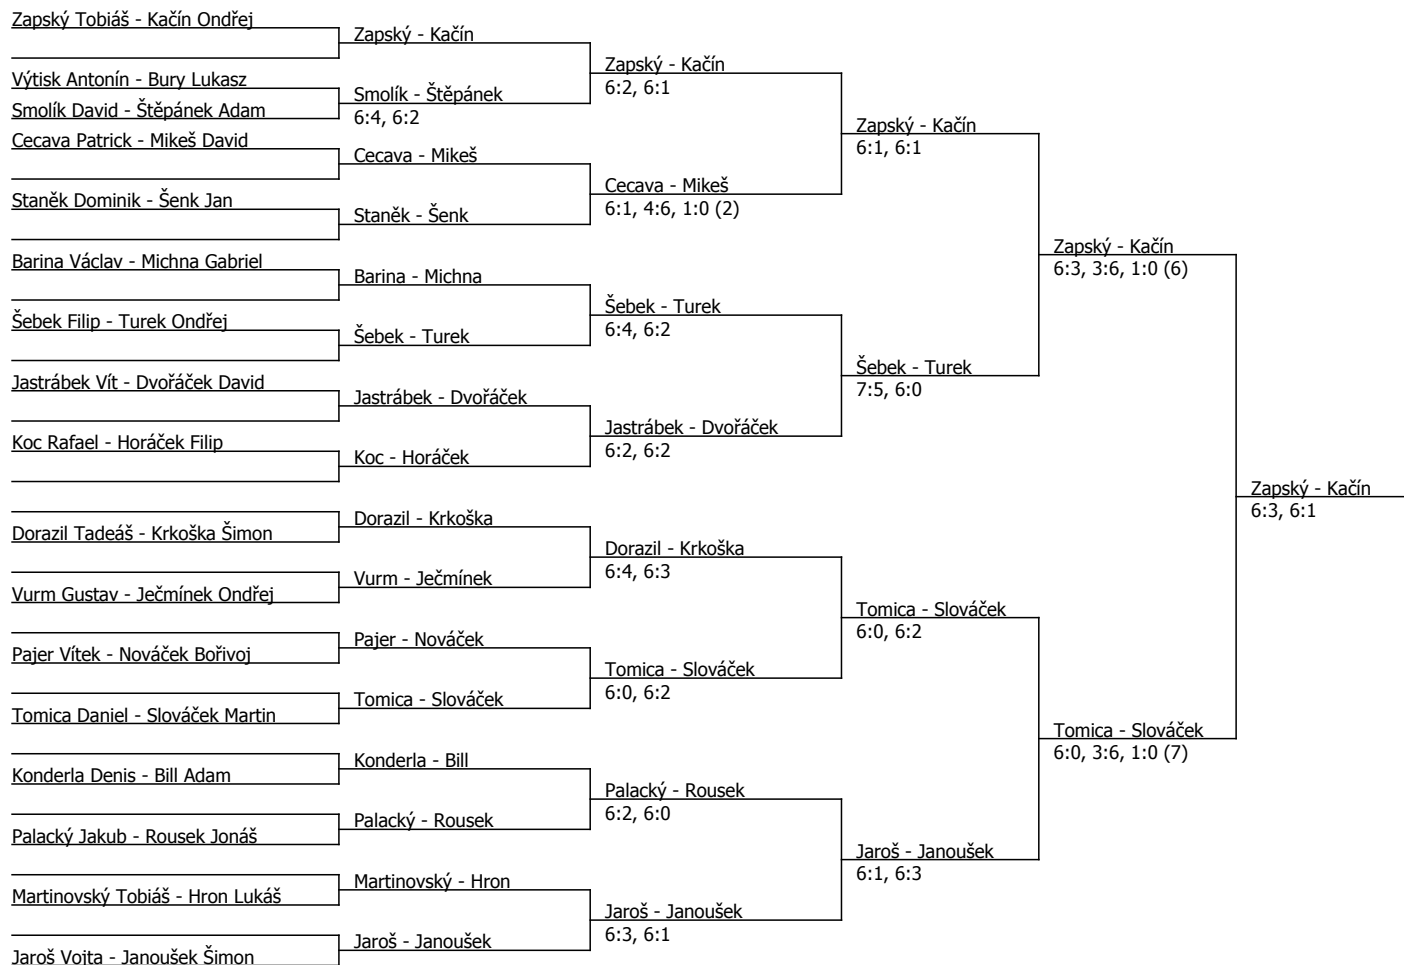 Zapský Tobiáš - Kačín Ondřej
Výtisk Antonín - Bury Lukasz
Smolík David - Štěpánek Adam
Cecava Patrick - Mikeš David
Staněk Dominik - Šenk Jan
Barina Václav - Michna Gabriel
Šebek Filip - Turek Ondřej
Jastrábek Vít - Dvořáček David
Koc Rafael - Horáček Filip
Dorazil Tadeáš - Krkoška Šimon
Vurm Gustav - Ječmínek Ondřej
Pajer Vítek - Nováček Bořivoj
Tomica Daniel - Slováček Martin
Konderla Denis - Bill Adam
Palacký Jakub - Rousek Jonáš
Martinovský Tobiáš - Hron Lukáš
Jaroš Vojta - Janoušek Šimon
Zapský - Kačín
Smolík - Štěpánek
6:4, 6:2
Cecava - Mikeš
Staněk - Šenk
Barina - Michna
Šebek - Turek
Jastrábek - Dvořáček
Koc - Horáček
Dorazil - Krkoška
Vurm - Ječmínek
Pajer - Nováček
Tomica - Slováček
Konderla - Bill
Palacký - Rousek
Martinovský - Hron
Jaroš - Janoušek
Zapský - Kačín
6:2, 6:1
Cecava - Mikeš
6:1, 4:6, 1:0 (2)
Šebek - Turek
6:4, 6:2
Jastrábek - Dvořáček
6:2, 6:2
Dorazil - Krkoška
6:4, 6:3
Tomica - Slováček
6:0, 6:2
Palacký - Rousek
6:2, 6:0
Jaroš - Janoušek
6:3, 6:1
Zapský - Kačín
6:1, 6:1
Šebek - Turek
7:5, 6:0
Tomica - Slováček
6:0, 6:2
Jaroš - Janoušek
6:1, 6:3
Zapský - Kačín
6:3, 3:6, 1:0 (6)
Tomica - Slováček
6:0, 3:6, 1:0 (7)
Zapský - Kačín
6:3, 6:1